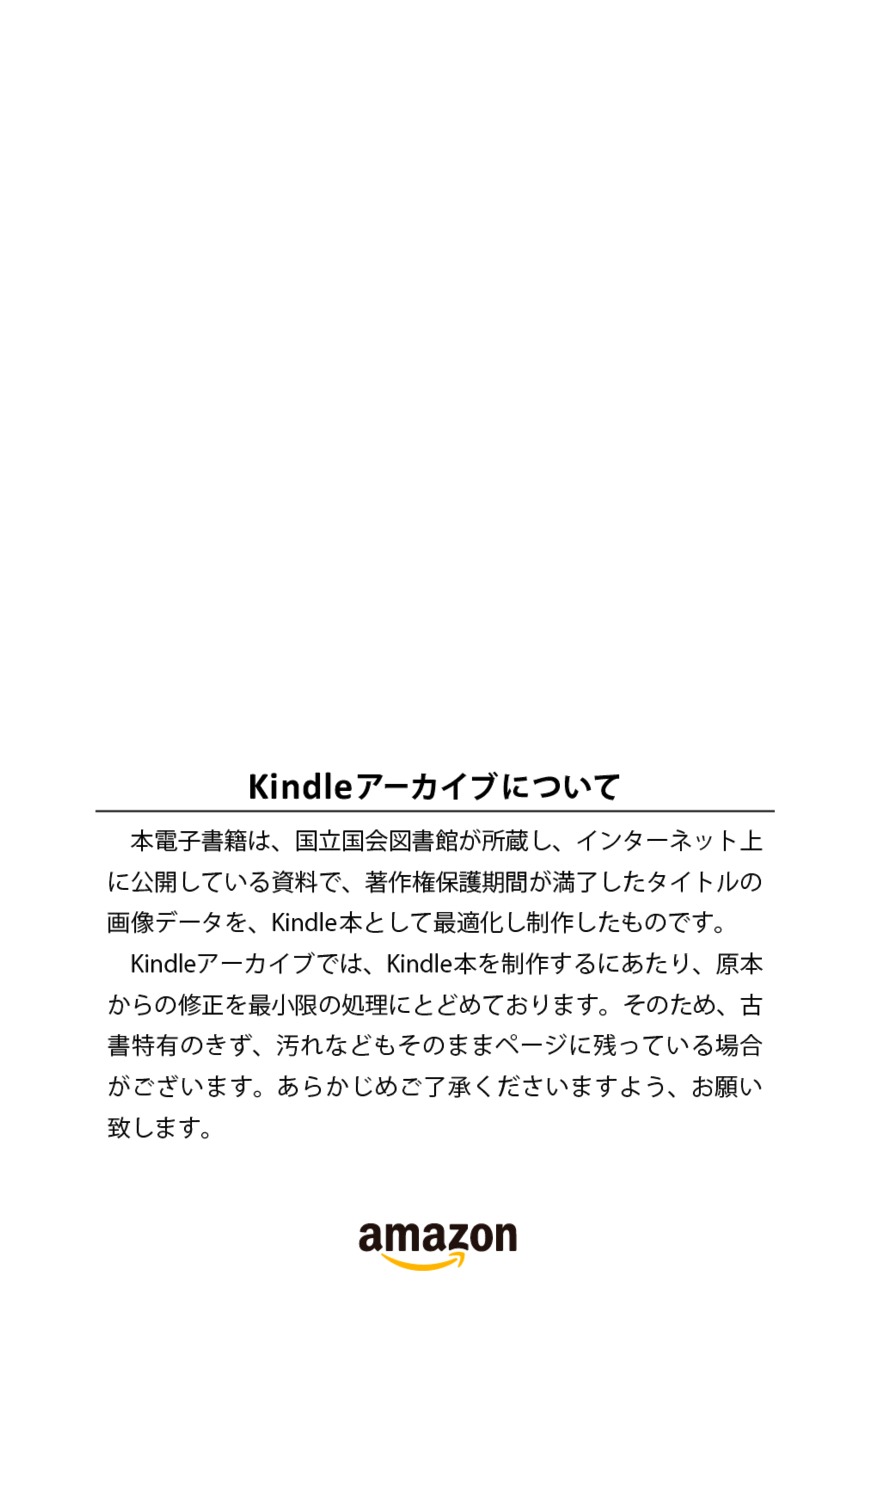 Kindleアーカイブについて
　本電子書籍は、国立国会図書館が所蔵し、インターネット上
に公開している資料で、著作権保護期間が満了したタイトルの
画像データを、Kindle本として最適化し制作したものです。
　Kindleアーカイブでは、Kindle本を制作するにあたり、原本
からの修正を最小限の処理にとどめております。そのため、古
書特有のきず、汚れなどもそのままページに残っている場合
がございます。あらかじめご了承くださいますよう、お願い
致します。
amazon